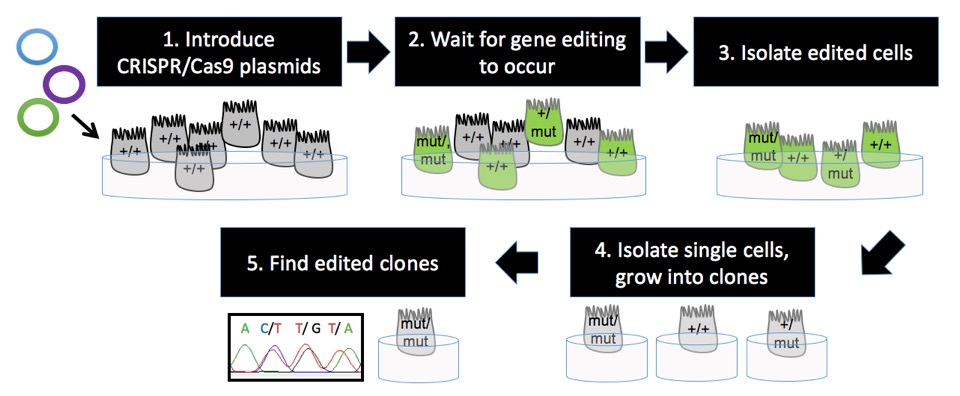 1. Introduce
CRISPR/Cas9 plasmids
2. Wait for gene editing
to occur
3. Isolate edited cells
+/+
+/+
+/+
+/+
+/+
+/+
+/+
mut/
mut
+/+
+/+
+/+
+/
mut
+/+
+/+
mut/
mut
+/+
+/
mut
+/+
5. Find edited clones
4. Isolate single cells,
grow into clones
A C/T T/G T/A
mut/
mut
mut/
mut
+/+
+/
mut